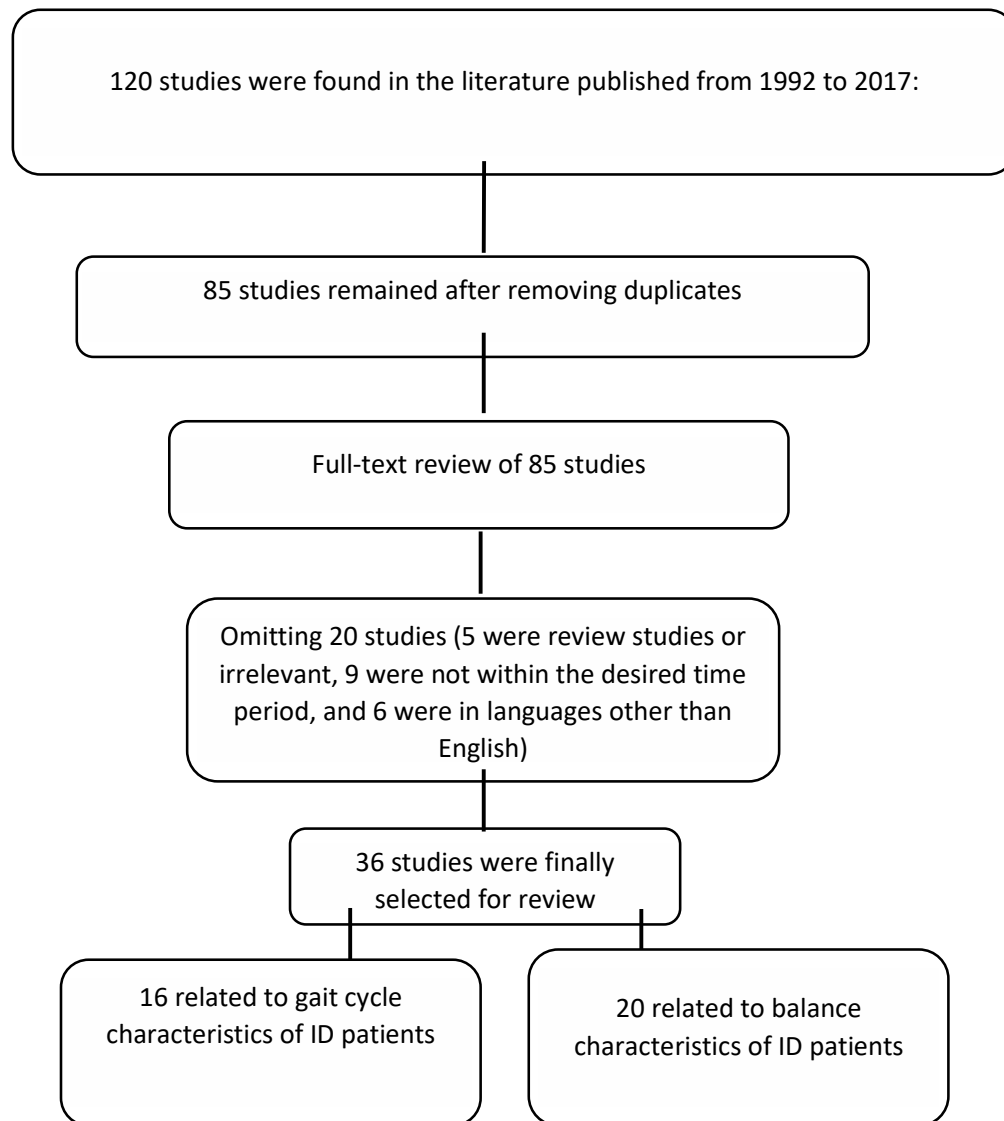 120 studies were found in the literature published from 1992 to 2017:
85 studies remained after removing duplicates
Full-text review of 85 studies
Omitting 20 studies (5 were review studies or
irrelevant, 9 were not within the desired time
period, and 6 were in languages other than
English)
36 studies were finally
selected for review
16 related to gait cycle
characteristics of ID patients
20 related to balance
characteristics of ID patients